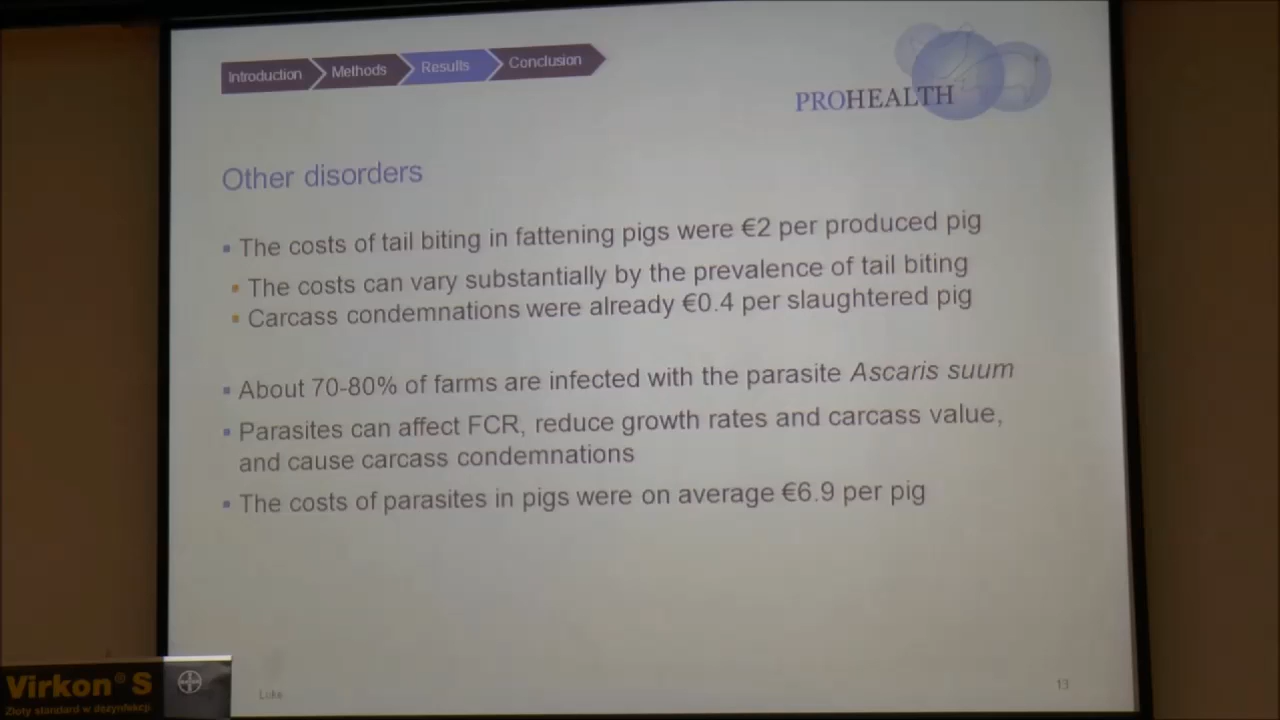 Introduction
Methods
Results
Conclusion
PROHEALTH
Other disorders
▪ The costs of tail biting in fattening pigs were €2 per produced pig
▪ The costs can vary substantially by the prevalence of tail biting
▪ Carcass condemnations were already €0.4 per slaughtered pig
▪ About 70-80% of farms are infected with the parasite Ascaris suum
▪ Parasites can affect FCR, reduce growth rates and carcass value,
and cause carcass condemnations
▪ The costs of parasites in pigs were on average €6.9 per pig
Luke
13
Virkon® S
Złoty standard w dezynfekcji